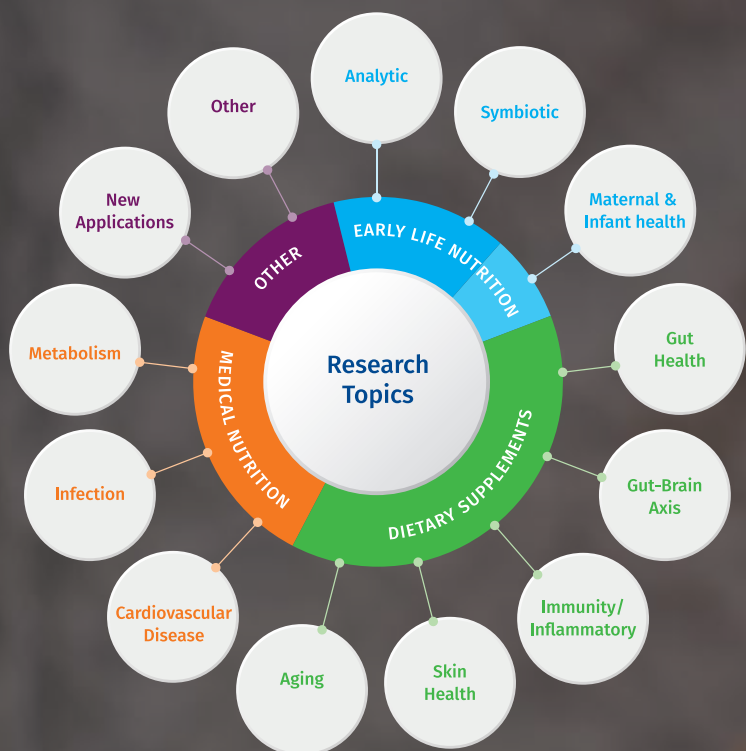 Research
Topics
EARLY LIFE NUTRITION
Analytic
Symbiotic
Maternal &
Infant health
DIETARY SUPPLEMENTS
Gut
Health
Gut-Brain
Axis
Immunity/
Inflammatory
Skin
Health
Aging
MEDICAL NUTRITION
Cardiovascular
Disease
Infection
Metabolism
OTHER
New
Applications
Other